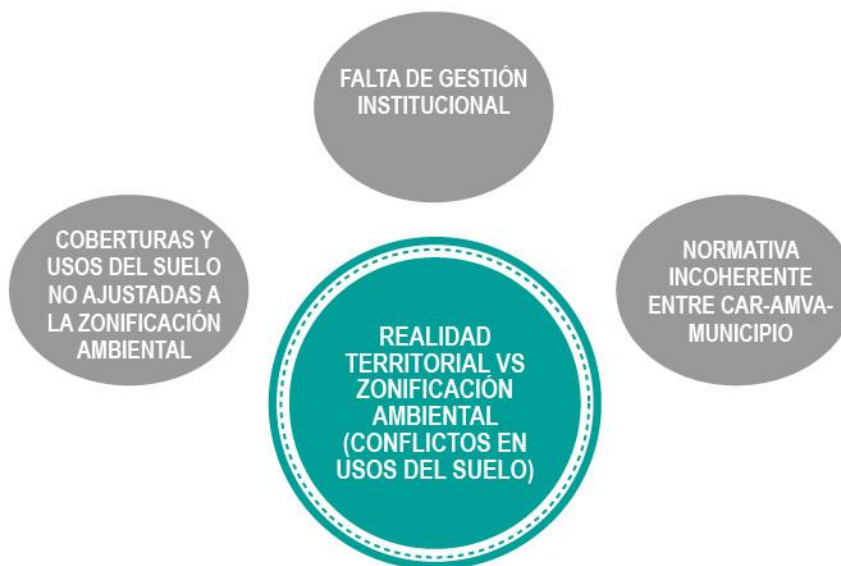 FALTA DE GESTIÓN
INSTITUCIONAL
COBERTURAS Y
USOS DEL SUELO
NO AJUSTADAS A
LA ZONIFICACIÓN
AMBIENTAL
NORMATIVA
INCOHERENTE
ENTRE CAR-AMVA-
MUNICIPIO
REALIDAD
TERRITORIAL VS
ZONIFICACIÓN
AMBIENTAL
(CONFLICTOS EN
USOS DEL SUELO)